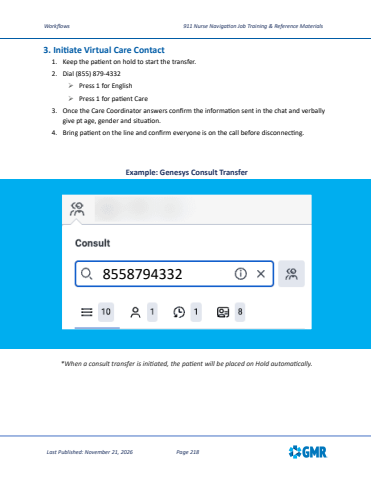 Workflows 911 Nurse Navigation Job Training & Reference Materials
3. Initiate Virtual Care Contact
1. Keep the patient on hold to start the transfer.
2. Dial (855) 879-4332
➢ Press 1 for English
➢ Press 1 for patient Care
3. Once the Care Coordinator answers confirm the information sent in the chat and verbally
give pt age, gender and situation.
4. Bring patient on the line and confirm everyone is on the call before disconnecting.
Example: Genesys Consult Transfer
Consult
8558794332
10 1 1 8
*When a consult transfer is initiated, the patient will be placed on Hold automatically.
Last Published: November 21, 2026 Page 218 GMR